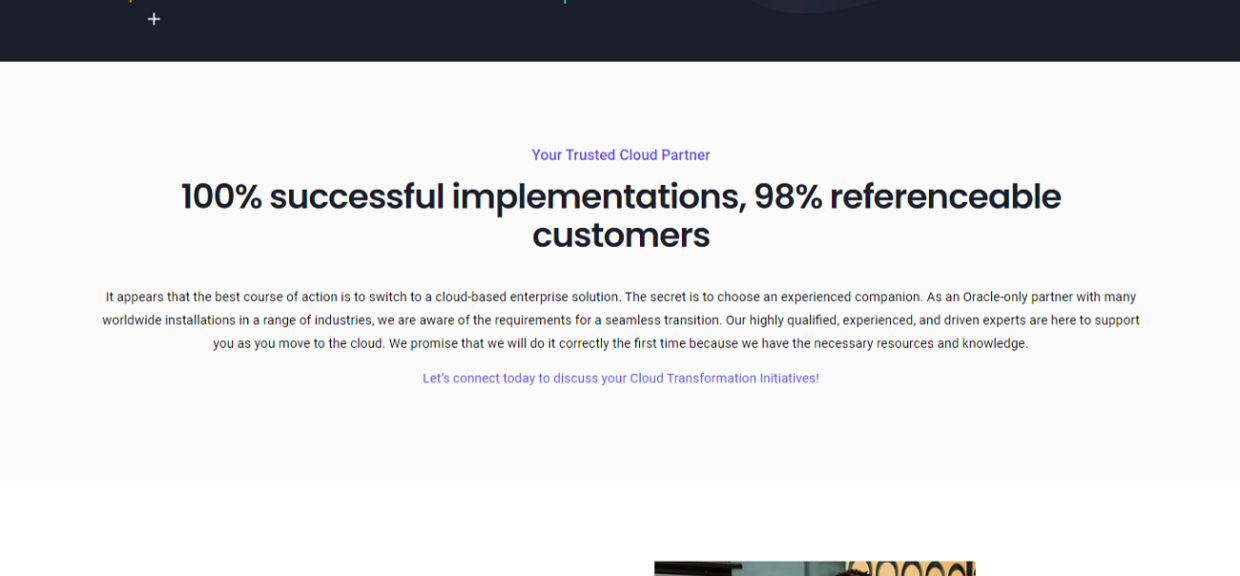 Your Trusted Cloud Partner
100% successful implementations, 98% referenceable
customers
It appears that the best course of action is to switch to a cloud-based enterprise solution. The secret is to choose an experienced companion. As an Oracle-only partner with many
worldwide installations in a range of industries, we are aware of the requirements for a seamless transition. Our highly qualified, experienced, and driven experts are here to support
you as you move to the cloud. We promise that we will do it correctly the first time because we have the necessary resources and knowledge.
Let's connect today to discuss your Cloud Transformation Initiatives!